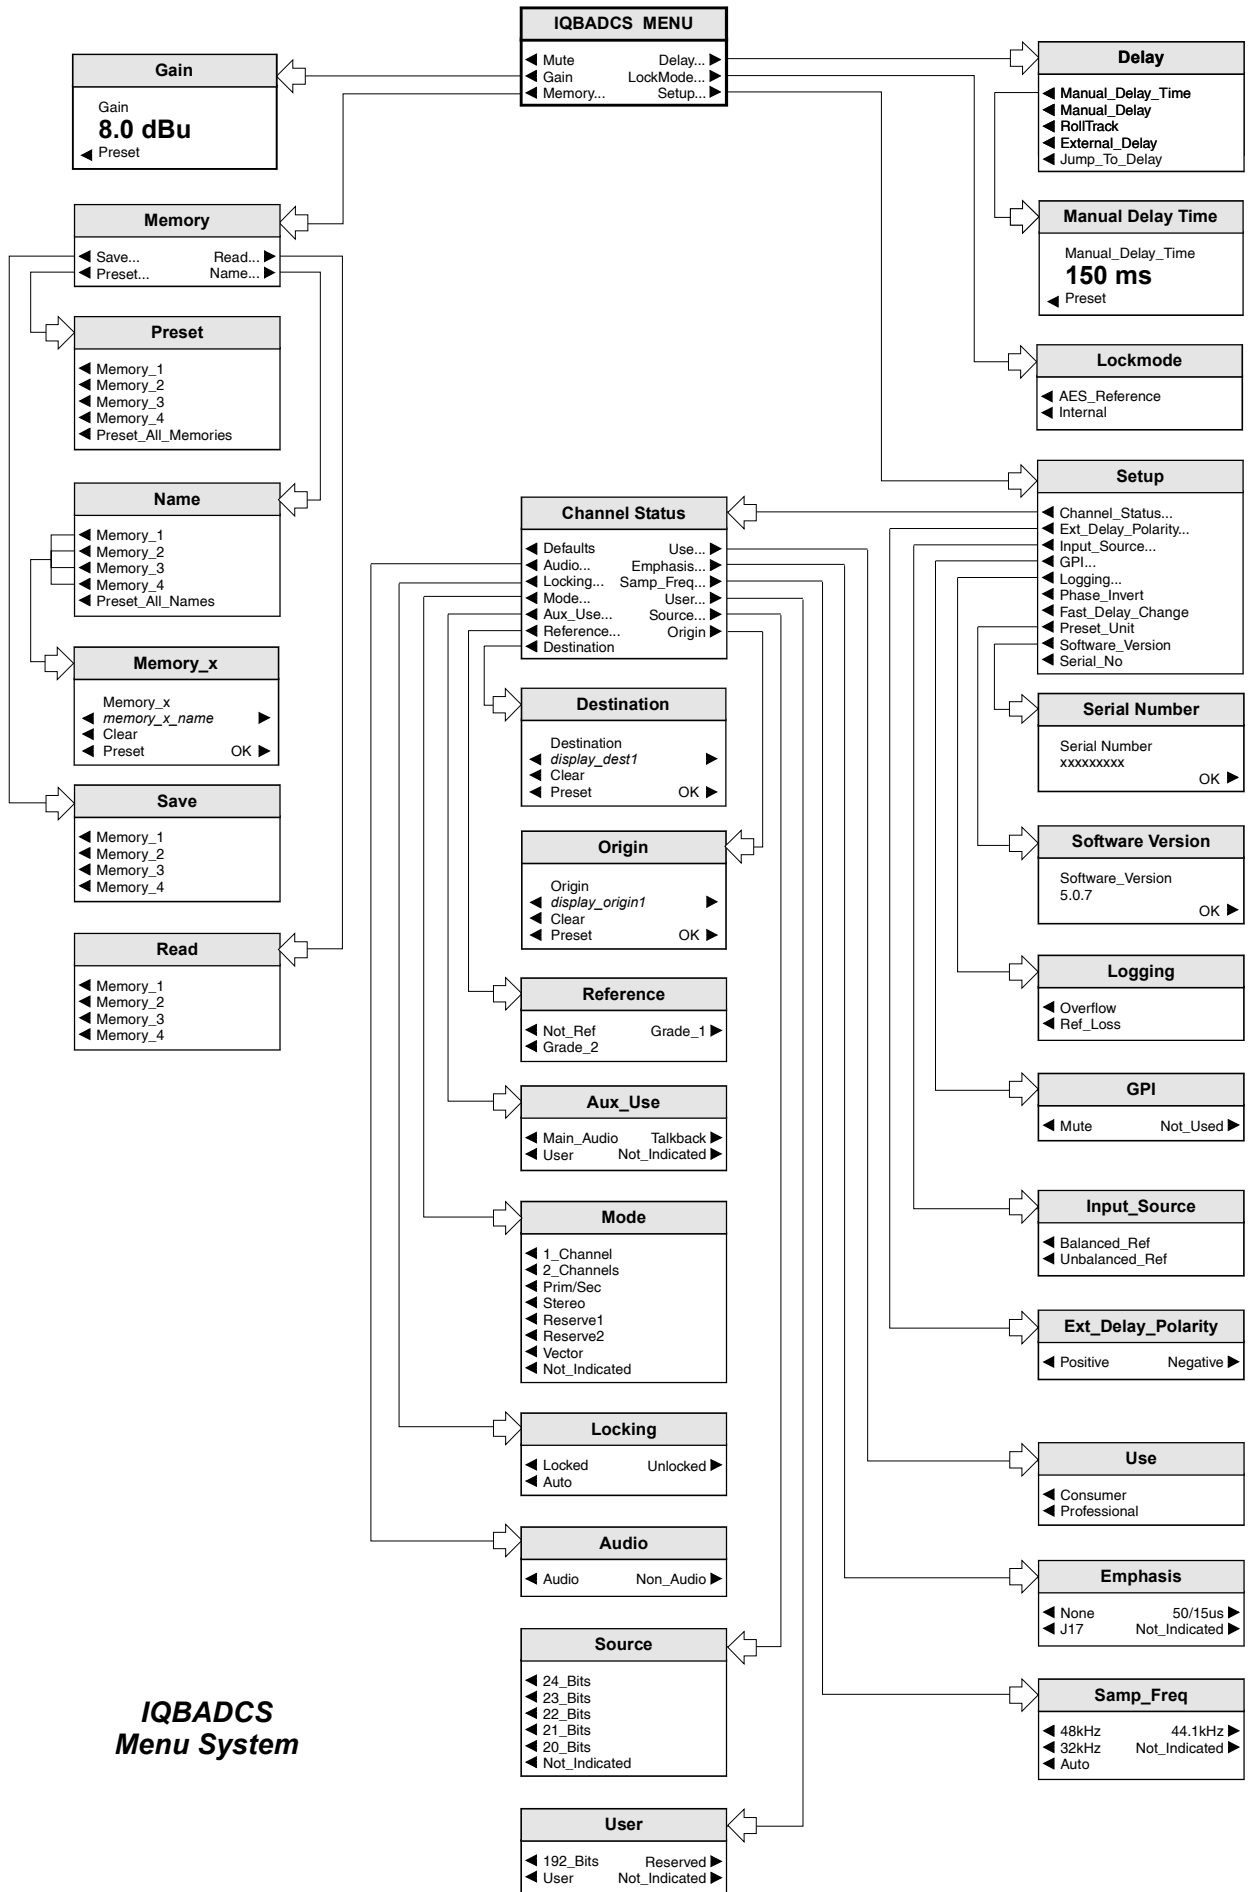 IQBADCS MENU
Mute Delay...
Gain LockMode...
Memory... Setup...
Gain
Gain
8.0 dBu
Preset
Memory
Save... Read...
Preset... Name...
Preset
Memory_1
Memory_2
Memory_3
Memory_4
Preset_All_Memories
Name
Memory_1
Memory_2
Memory_3
Memory_4
Preset_All_Names
Memory_x
Memory_x
memory_x_name
Clear
Preset OK
Save
Memory_1
Memory_2
Memory_3
Memory_4
Read
Memory_1
Memory_2
Memory_3
Memory_4
IQBADCS
Menu System
Channel Status
Defaults Use...
Audio... Emphasis...
Locking... Samp_Freq...
Mode... User...
Aux_Use... Source...
Reference... Origin
Destination
Destination
Destination
display_dest1
Clear
Preset OK
Origin
Origin
display_origin1
Clear
Preset OK
Reference
Not_Ref Grade_1
Grade_2
Aux_Use
Main_Audio Talkback
User Not_Indicated
Mode
1_Channel
2_Channels
Prim/Sec
Stereo
Reserve1
Reserve2
Vector
Not_Indicated
Locking
Locked Unlocked
Auto
Audio
Audio Non_Audio
Source
24_Bits
23_Bits
22_Bits
21_Bits
20_Bits
Not_Indicated
User
192_Bits Reserved
User Not_Indicated
Delay
Manual_Delay_Time
Manual_Delay
RollTrack
External_Delay
Jump_To_Delay
Manual Delay Time
Manual_Delay_Time
150 ms
Preset
Lockmode
AES_Reference
Internal
Setup
Channel_Status...
Ext_Delay_Polarity...
Input_Source...
GPI...
Logging...
Phase_Invert
Fast_Delay_Change
Preset_Unit
Software_Version
Serial_No
Serial Number
Serial Number
xxxxxxxxx
OK
Software Version
Software_Version
5.0.7
OK
Logging
Overflow
Ref_Loss
GPI
Mute Not_Used
Input_Source
Balanced_Ref
Unbalanced_Ref
Ext_Delay_Polarity
Positive Negative
Use
Consumer
Professional
Emphasis
None 50/15us
J17 Not_Indicated
Samp_Freq
48kHz 44.1kHz
32kHz Not_Indicated
Auto